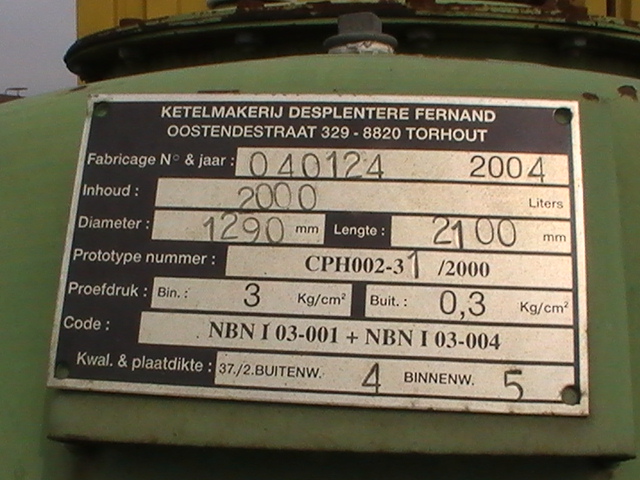 KETELMAKERIJ DESPLENTERE FERNAND
OOSTENDESTRAAT 329 - 8820 TORHOUT
Fabricage N° & jaar : 040124 2004
Inhoud : 2000 Liters
Diameter : 1290 mm Lengte : 2100 mm
Prototype nummer : CPH002-31 /2000
Proefdruk : Bin. : 3 Kg/cm² Buit. : 0,3 Kg/cm²
Code : NBN I 03-001 + NBN I 03-004
Kwal. & plaatdikte : 37./2.BUITENW. 4 BINNENW. 5